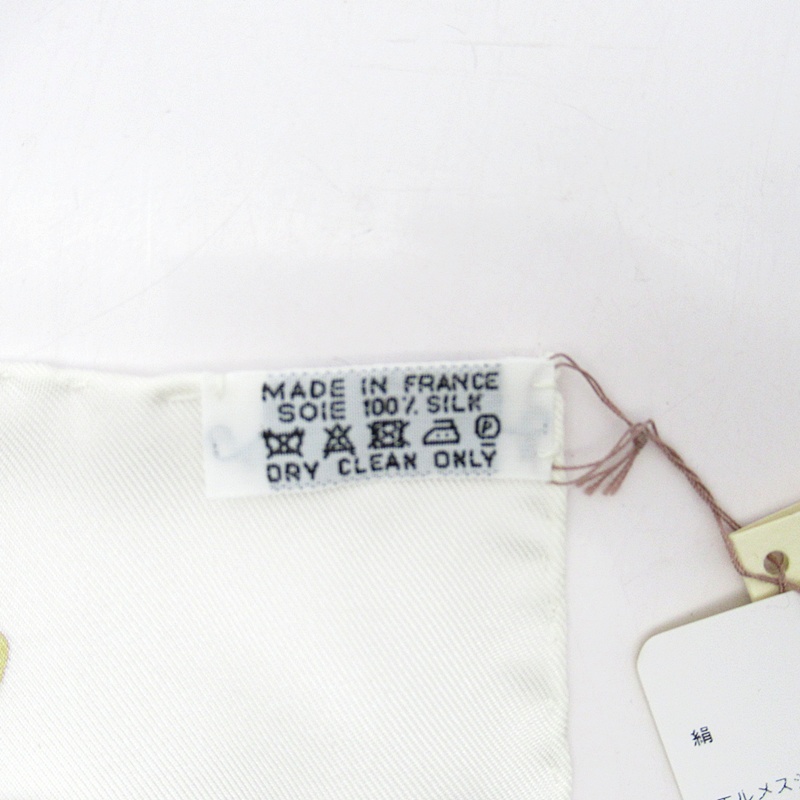 MADE IN FRANCE
SOIE 100% SILK
P
DRY CLEAN ONLY
絹
エルメス